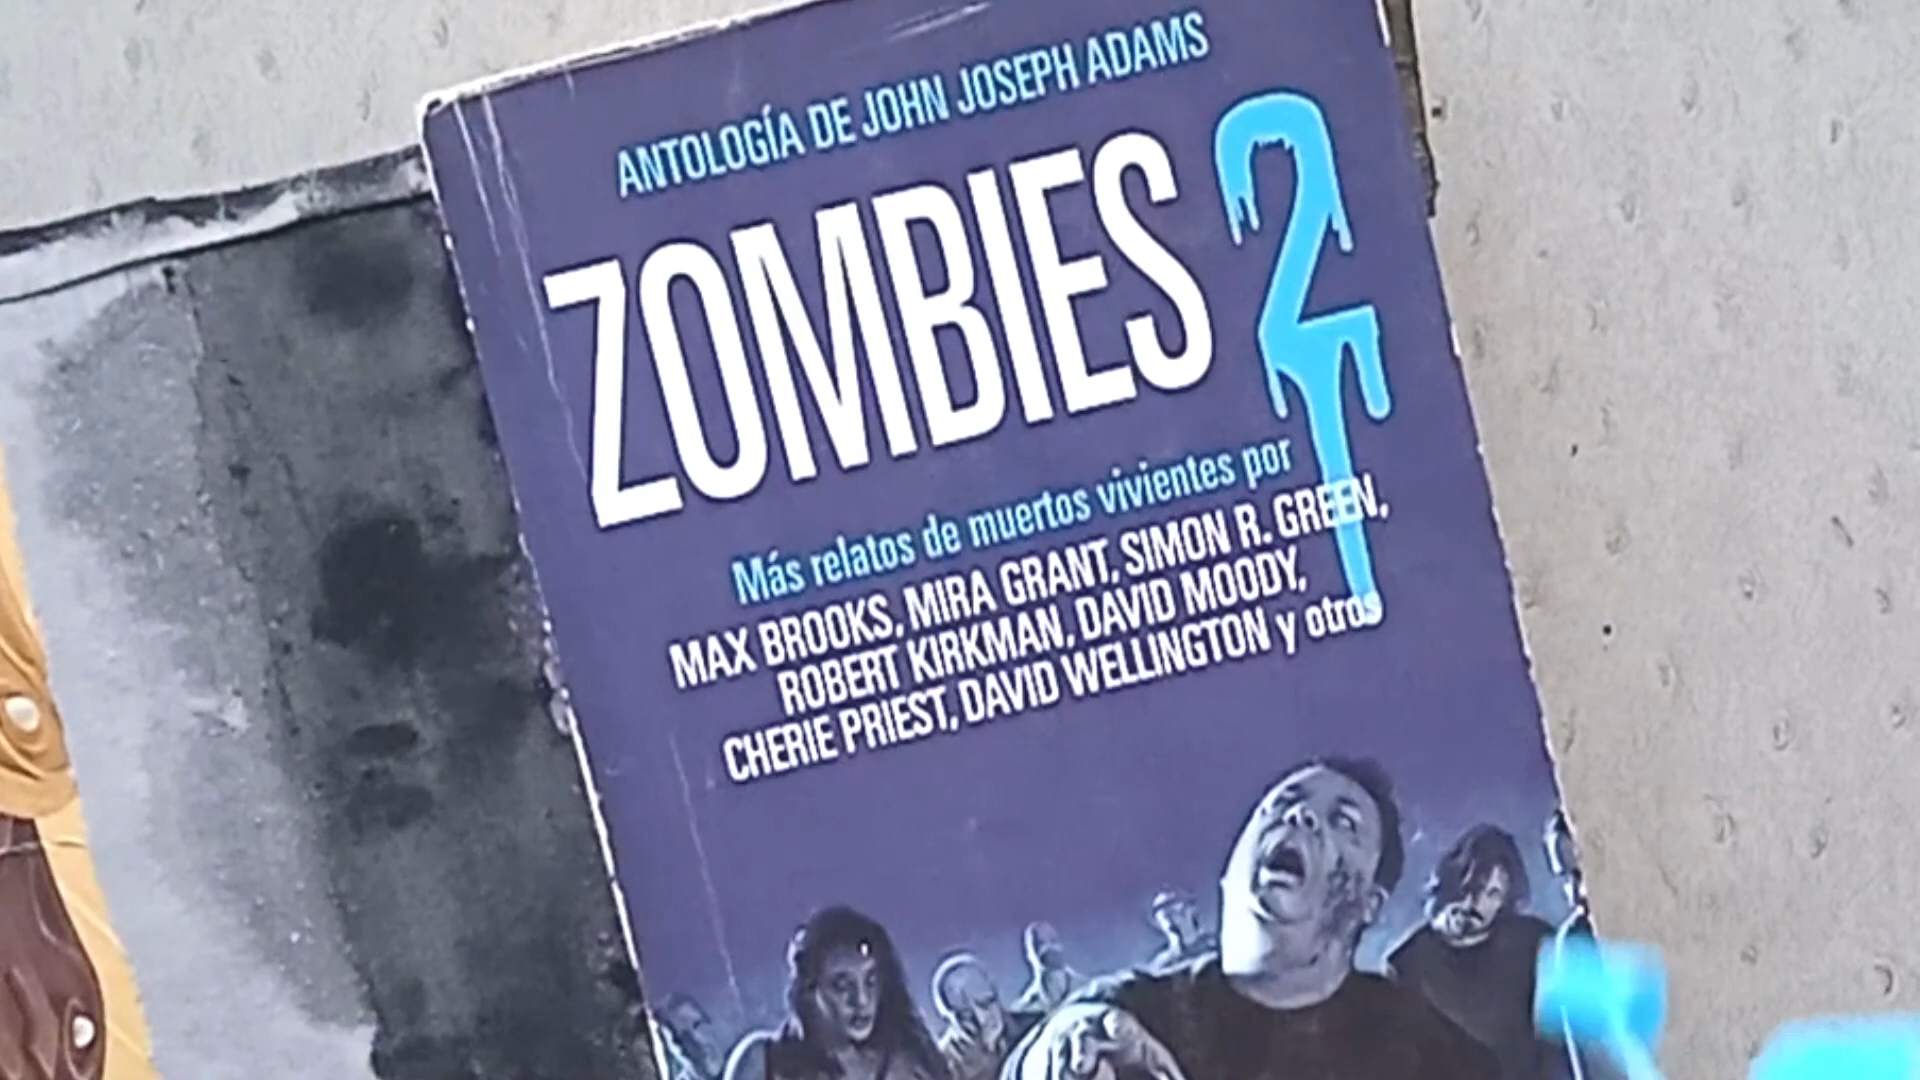 ANTOLOGÍA DE JOHN JOSEPH ADAMS
ZOMBIES 2
Más relatos de muertos vivientes por
MAX BROOKS, MIRA GRANT, SIMON R. GREEN,
ROBERT KIRKMAN, DAVID MOODY,
CHERIE PRIEST, DAVID WELLINGTON y otros